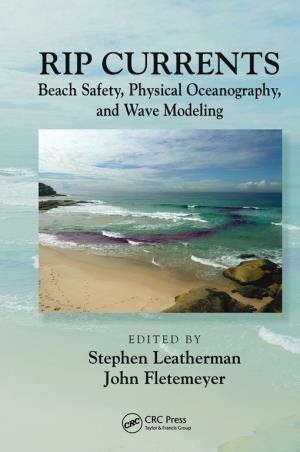 RIP CURRENTS
Beach Safety, Physical Oceanography,
and Wave Modeling
EDITED BY
Stephen Leatherman
John Fletemeyer
CRC Press
Taylor & Francis Group